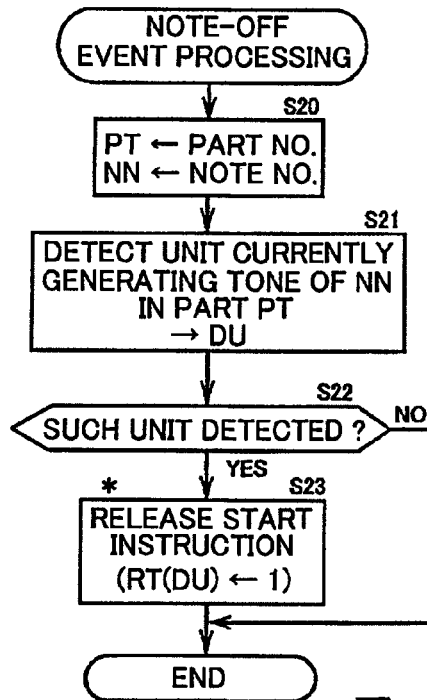 NOTE-OFF
EVENT PROCESSING
S20
PT ← PART NO.
NN ← NOTE NO.
S21
DETECT UNIT CURRENTLY
GENERATING TONE OF NN
IN PART PT
→ DU
S22
SUCH UNIT DETECTED ?
NO
YES
* S23
RELEASE START
INSTRUCTION
(RT(DU) ← 1)
END